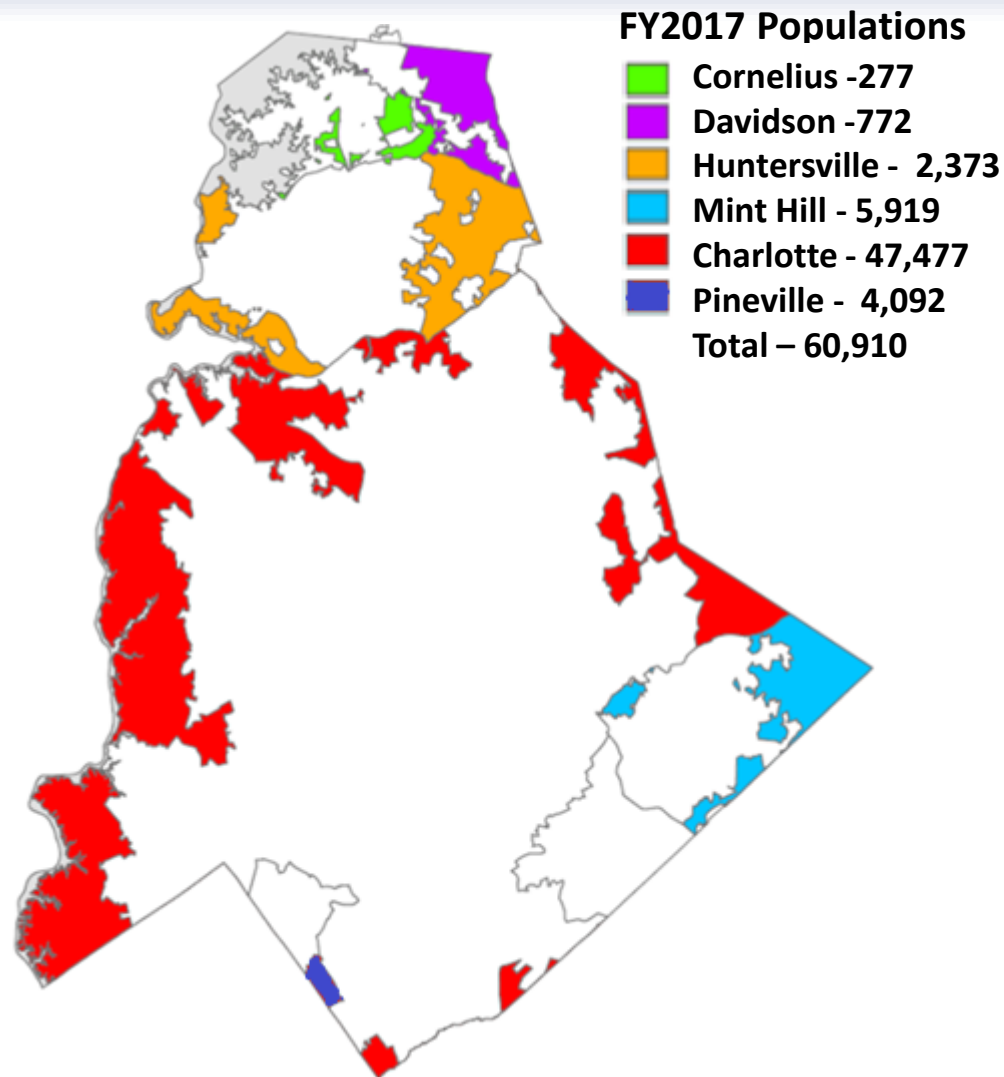 FY2017 Populations
Cornelius -277
Davidson -772
Huntersville - 2,373
Mint Hill - 5,919
Charlotte - 47,477
Pineville - 4,092
Total – 60,910